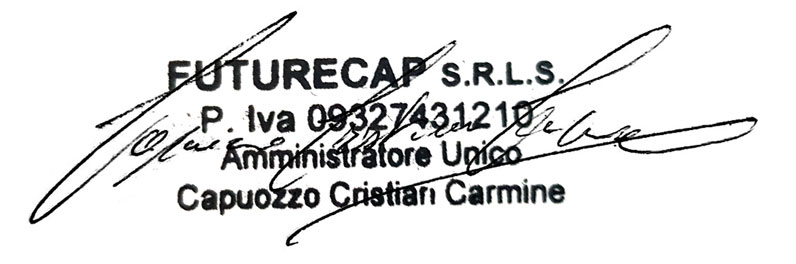 FUTURECAP S.R.L.S.
P. Iva 09327431210
Amministratore Unico
Capuozzo Cristian Carmine